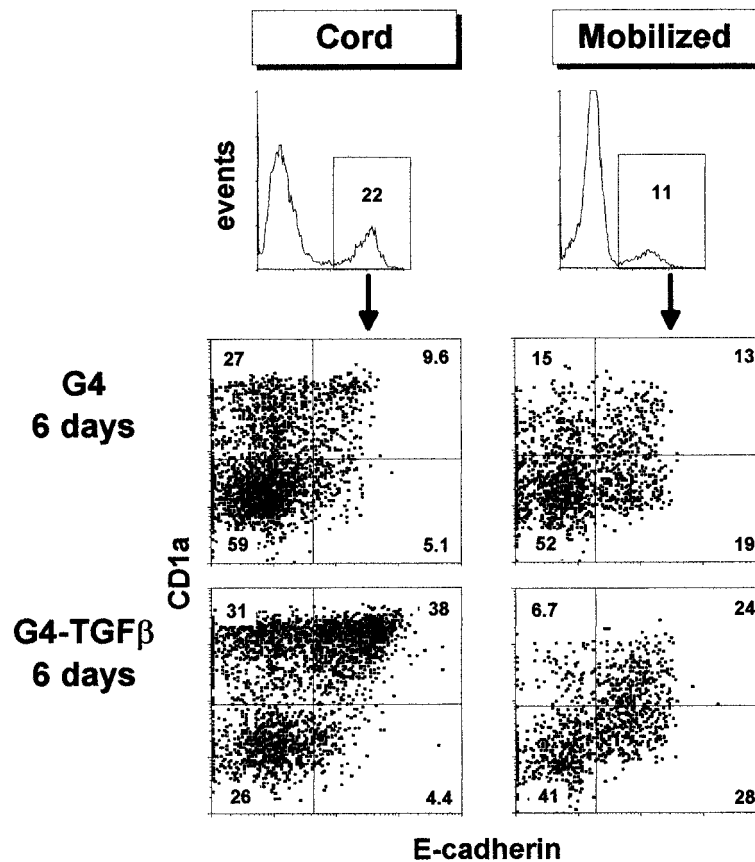 Cord Mobilized
events
22 11
G4
6 days
27 9.6 15 13
59 5.1 52 19
CD1a
G4-TGFβ
6 days
31 38 6.7 24
26 4.4 41 28
E-cadherin